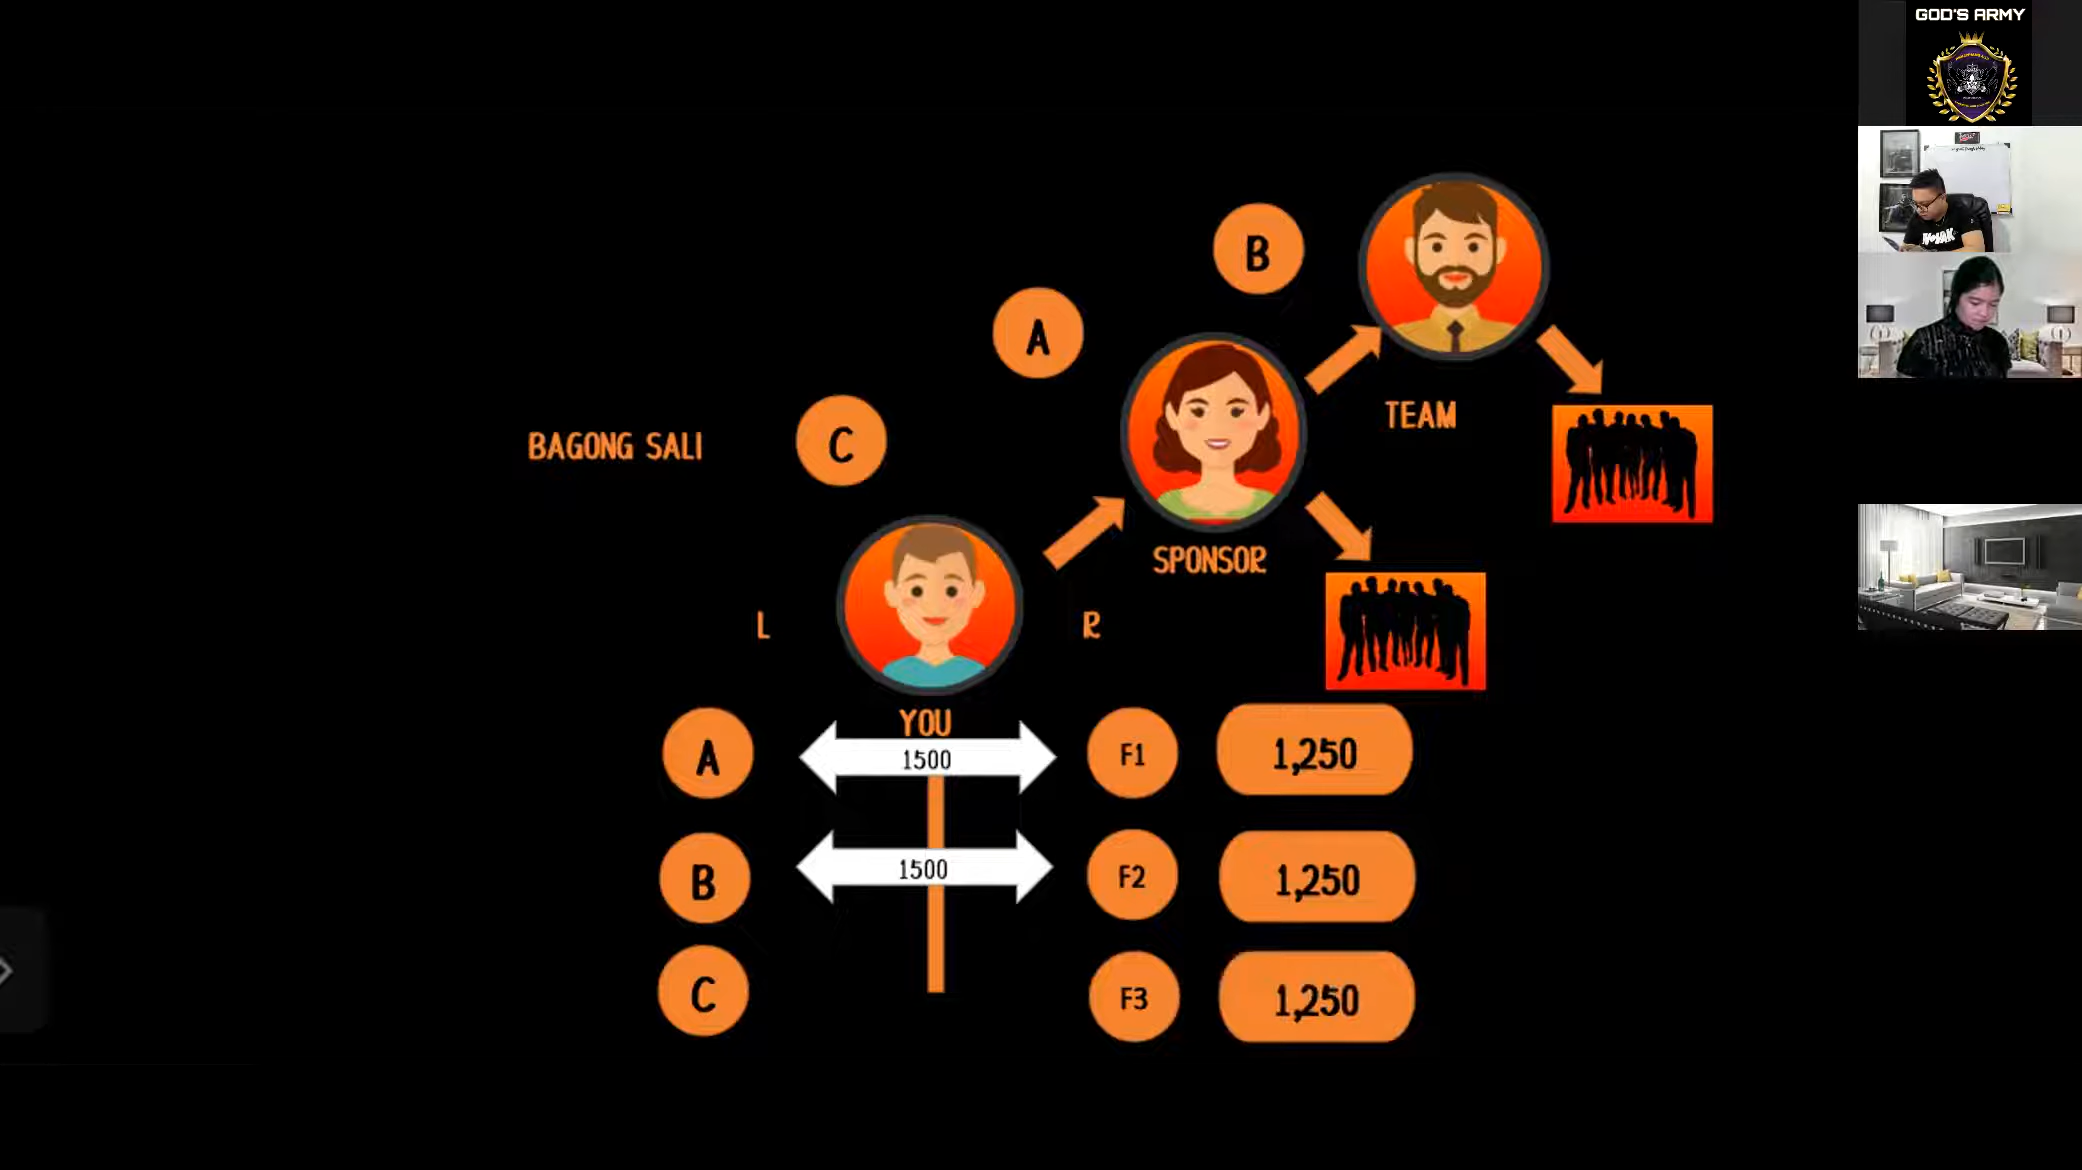 GOD'S ARMY
B
A
TEAM
BAGONG SALI
C
SPONSOR
L
R
YOU
A
1500
F1
1,250
B
1500
F2
1,250
C
F3
1,250